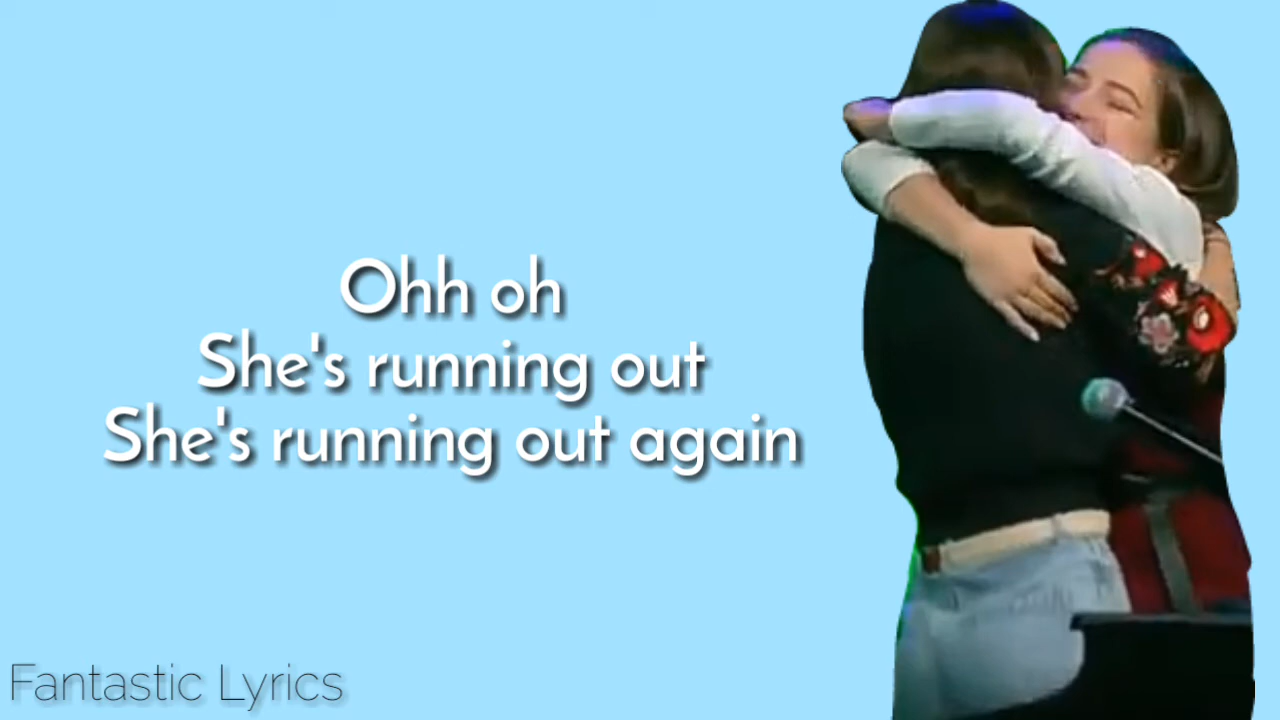 Ohh oh
She's running out
She's running out again
Fantastic Lyrics